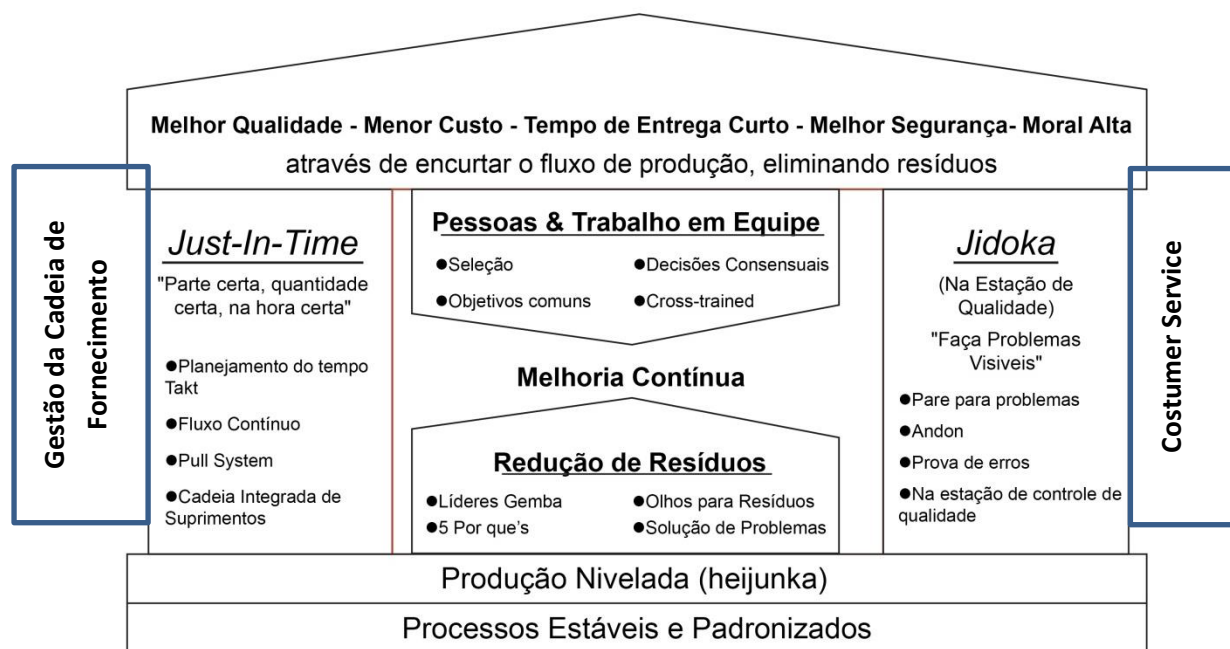 Melhor Qualidade - Menor Custo - Tempo de Entrega Curto - Melhor Segurança- Moral Alta
através de encurtar o fluxo de produção, eliminando resíduos
Gestão da Cadeia de
Fornecimento
Just-In-Time
"Parte certa, quantidade
certa, na hora certa"
●Planejamento do tempo
Takt
●Fluxo Contínuo
●Pull System
●Cadeia Integrada de
Suprimentos
Pessoas & Trabalho em Equipe
●Seleção
●Decisões Consensuais
●Objetivos comuns
●Cross-trained
Melhoria Contínua
Redução de Resíduos
●Líderes Gemba
●Olhos para Resíduos
●5 Por que's
●Solução de Problemas
Jidoka
(Na Estação de
Qualidade)
"Faça Problemas
Visiveis"
●Pare para problemas
●Andon
●Prova de erros
●Na estação de controle de
qualidade
Costumer Service
Produção Nivelada (heijunka)
Processos Estáveis e Padronizados